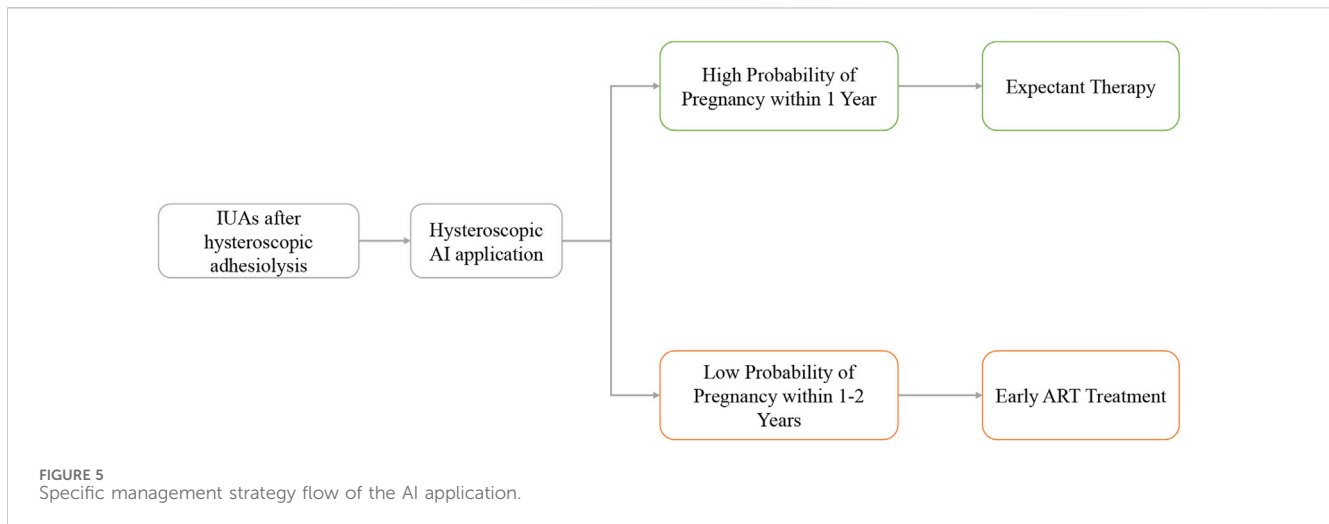 High Probability of
Pregnancy within 1 Year
Expectant Therapy
IUAs after
hysteroscopic
adhesiolysis
Hysteroscopic
AI application
Low Probability of
Pregnancy within 1-2
Years
Early ART Treatment
FIGURE 5
Specific management strategy flow of the AI application.